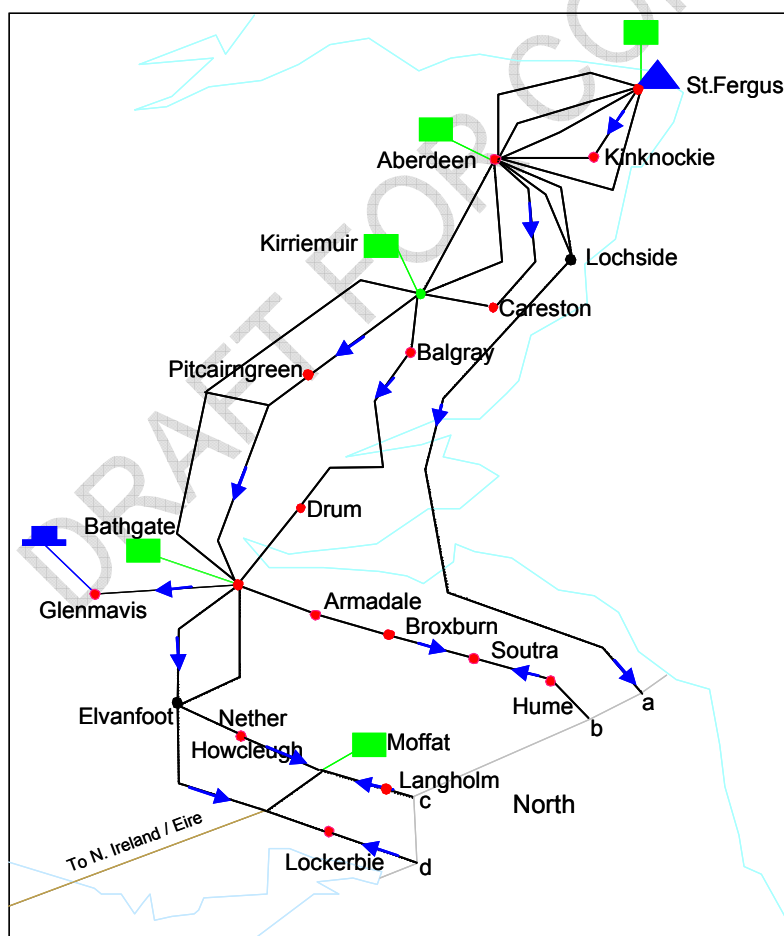 DRAFT FOR CO
St.Fergus
Aberdeen
Kinknockie
Kirriemuir
Lochside
Careston
Balgray
Pitcairngreen
Drum
Bathgate
Glenmavis
Armadale
Broxburn
Soutra
Hume
a
b
Elvanfoot
Nether
Howcleugh
Moffat
Langholm
c
North
To N. Ireland / Eire
Lockerbie
d